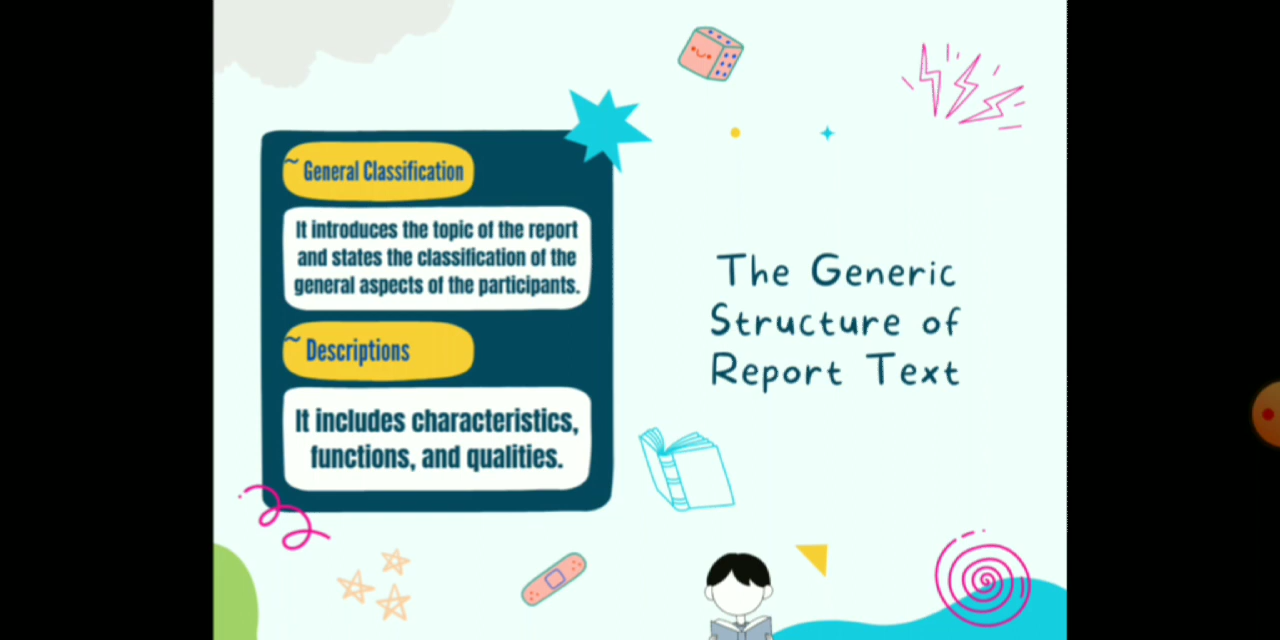 ~ General Classification
It introduces the topic of the report
and states the classification of the
general aspects of the participants.
~ Descriptions
It includes characteristics,
functions, and qualities.
The Generic
Structure of
Report Text